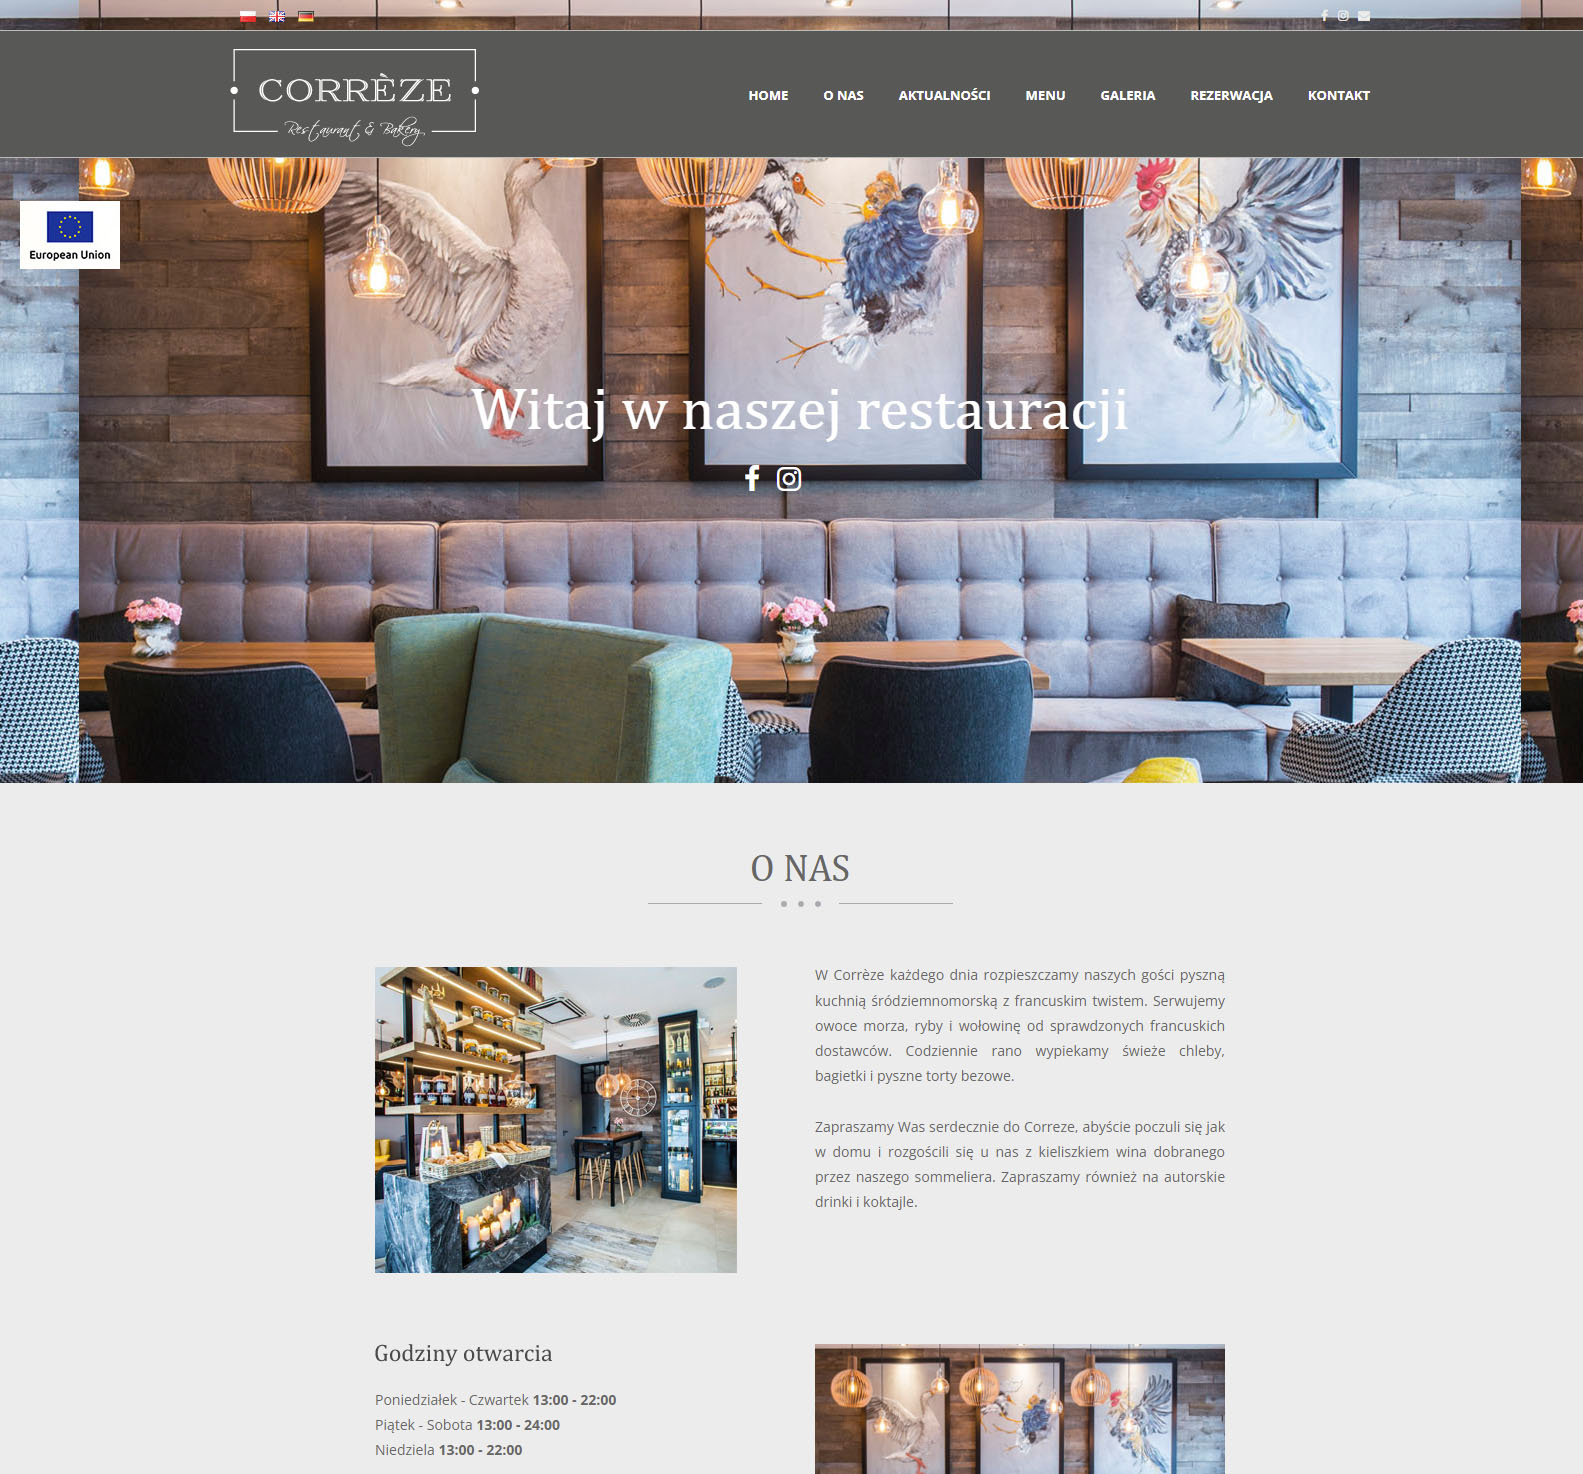 CORRÈZE
Restaurant & Bakery
HOME O NAS AKTUALNOŚCI MENU GALERIA REZERWACJA KONTAKT
European Union
Witaj w naszej restauracji
O NAS
W Corrèze każdego dnia rozpieszczamy naszych gości pyszną
kuchnią śródziemnomorską z francuskim twistem. Serwujemy
owoce morza, ryby i wołowinę od sprawdzonych francuskich
dostawców. Codziennie rano wypiekamy świeże chleby,
bagietki i pyszne torty bezowe.
Zapraszamy Was serdecznie do Correze, abyście poczuli się jak
w domu i rozgościli się u nas z kieliszkiem wina dobranego
przez naszego sommeliera. Zapraszamy również na autorskie
drinki i koktajle.
Godziny otwarcia
Poniedziałek - Czwartek 13:00 - 22:00
Piątek - Sobota 13:00 - 24:00
Niedziela 13:00 - 22:00